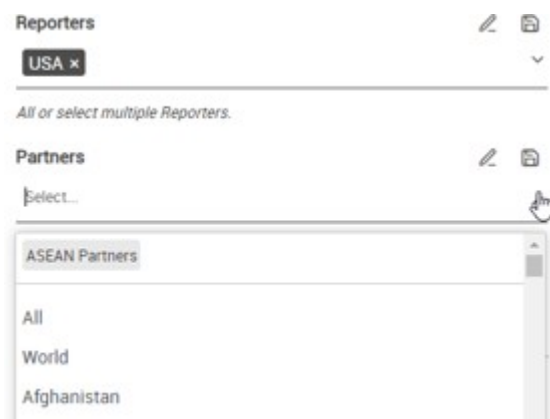 Reporters
USA ×
All or select multiple Reporters.
Partners
Select...
ASEAN Partners
All
World
Afghanistan